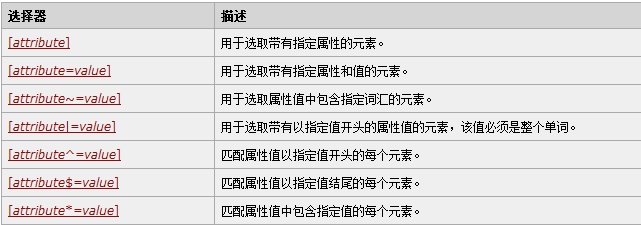 选择器 描述
[attribute] 用于选取带有指定属性的元素。
[attribute=value] 用于选取带有指定属性和值的元素。
[attribute~=value] 用于选取属性值中包含指定词汇的元素。
[attribute|=value] 用于选取带有以指定值开头的属性值的元素，该值必须是整个单词。
[attribute^=value] 匹配属性值以指定值开头的每个元素。
[attribute$=value] 匹配属性值以指定值结尾的每个元素。
[attribute*=value] 匹配属性值中包含指定值的每个元素。